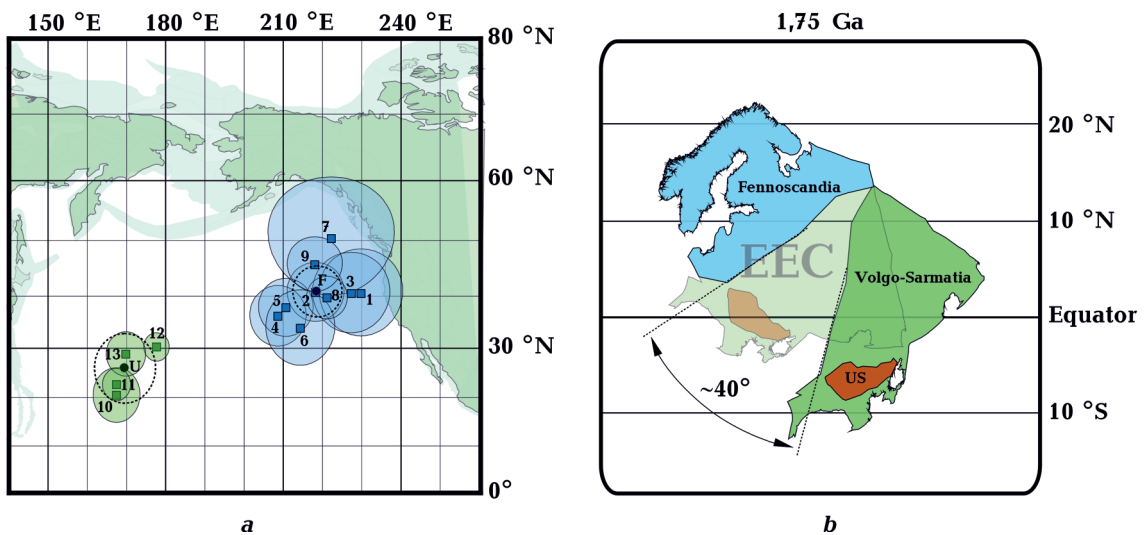 150 °E 180 °E 210 °E 240 °E
80 °N
60 °N
30 °N
0°
7
9
F
3
8
1
2
5
4
6
12
13
U
11
10
a
1,75 Ga
20 °N
10 °N
Equator
10 °S
Fennoscandia
EEC
Volgo-Sarmatia
US
~40°
b